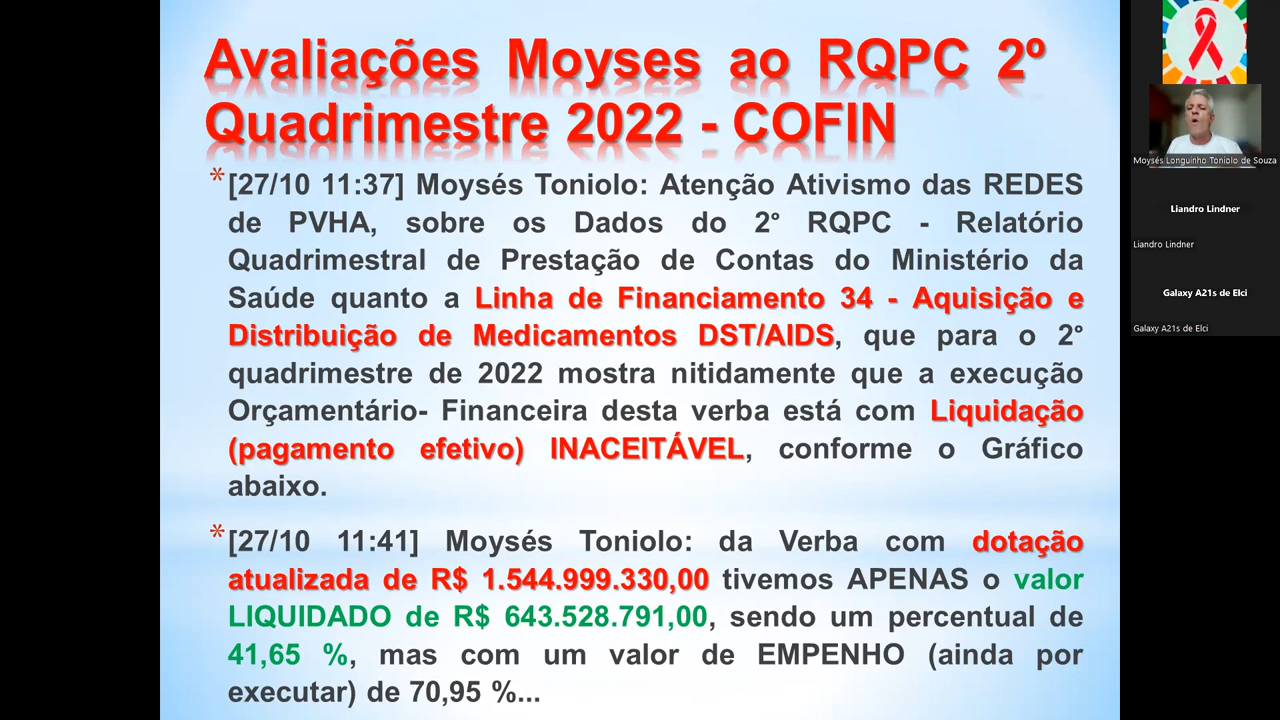 Avaliações Moyses ao RQPC 2º
Quadrimestre 2022 - COFIN
*[27/10 11:37] Moysés Toniolo: Atenção Ativismo das REDES
de PVHA, sobre os Dados do 2° RQPC - Relatório
Quadrimestral de Prestação de Contas do Ministério da
Saúde quanto a Linha de Financiamento 34 - Aquisição e
Distribuição de Medicamentos DST/AIDS, que para o 2°
quadrimestre de 2022 mostra nitidamente que a execução
Orçamentário- Financeira desta verba está com Liquidação
(pagamento efetivo) INACEITÁVEL, conforme o Gráfico
abaixo.
*[27/10 11:41] Moysés Toniolo: da Verba com dotação
atualizada de R$ 1.544.999.330,00 tivemos APENAS o valor
LIQUIDADO de R$ 643.528.791,00, sendo um percentual de
41,65 %, mas com um valor de EMPENHO (ainda por
executar) de 70,95 %...
Moysés Longuinho Toniolo de Souza
Liandro Lindner
Liandro Lindner
Galaxy A21s de Elci
Galaxy A21s de Elci